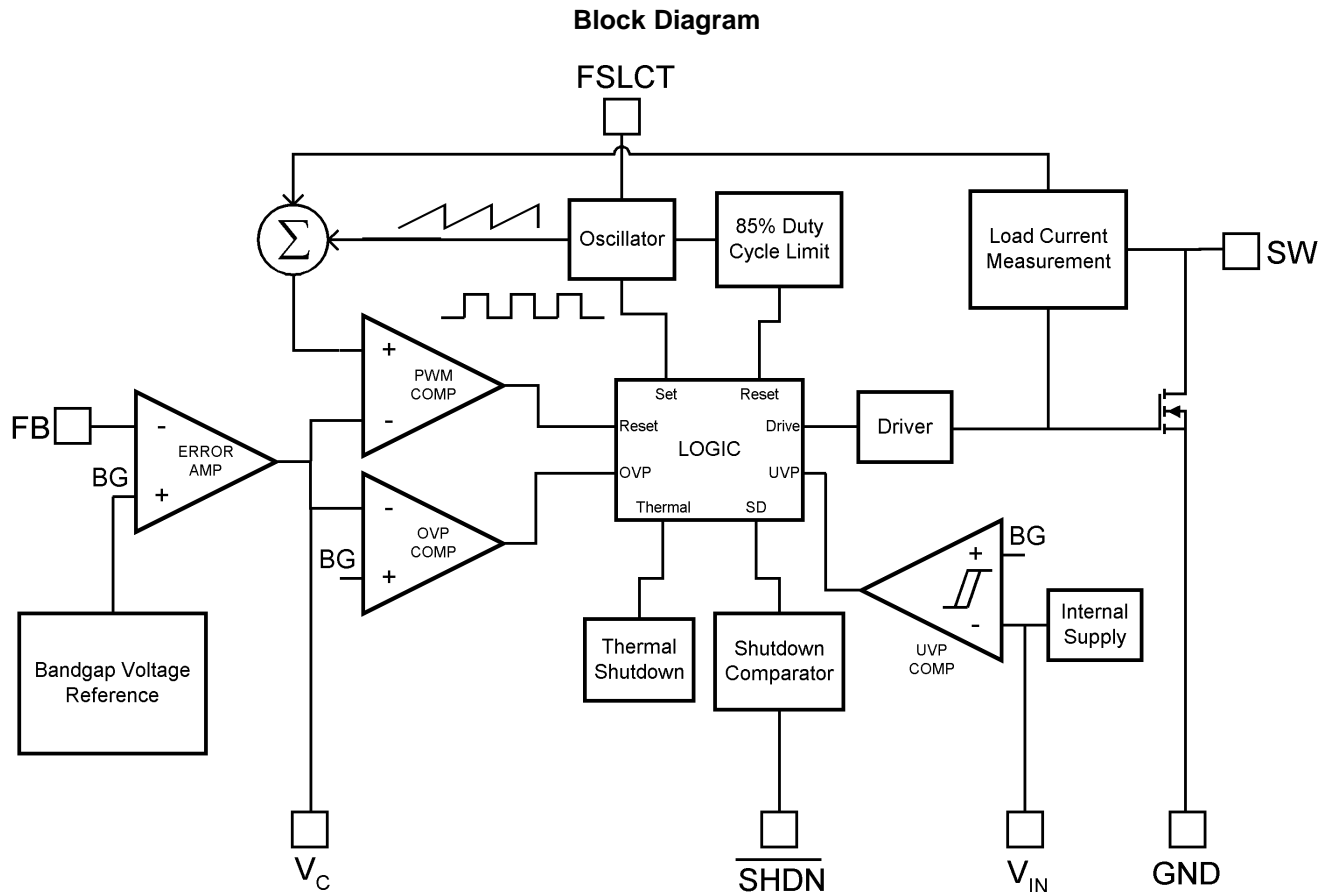 Block Diagram
FSLCT
Oscillator
85% Duty
Cycle Limit
Load Current
Measurement
SW
Σ
+
PWM
COMP
-
Set
Reset
Reset
Drive
LOGIC
OVP
UVP
Thermal
SD
Driver
FB
-
ERROR
AMP
BG
+
-
OVP
COMP
BG
+
+
BG
-
UVP
COMP
Internal
Supply
Bandgap Voltage
Reference
Thermal
Shutdown
Shutdown
Comparator
VC
SHDN
VIN
GND